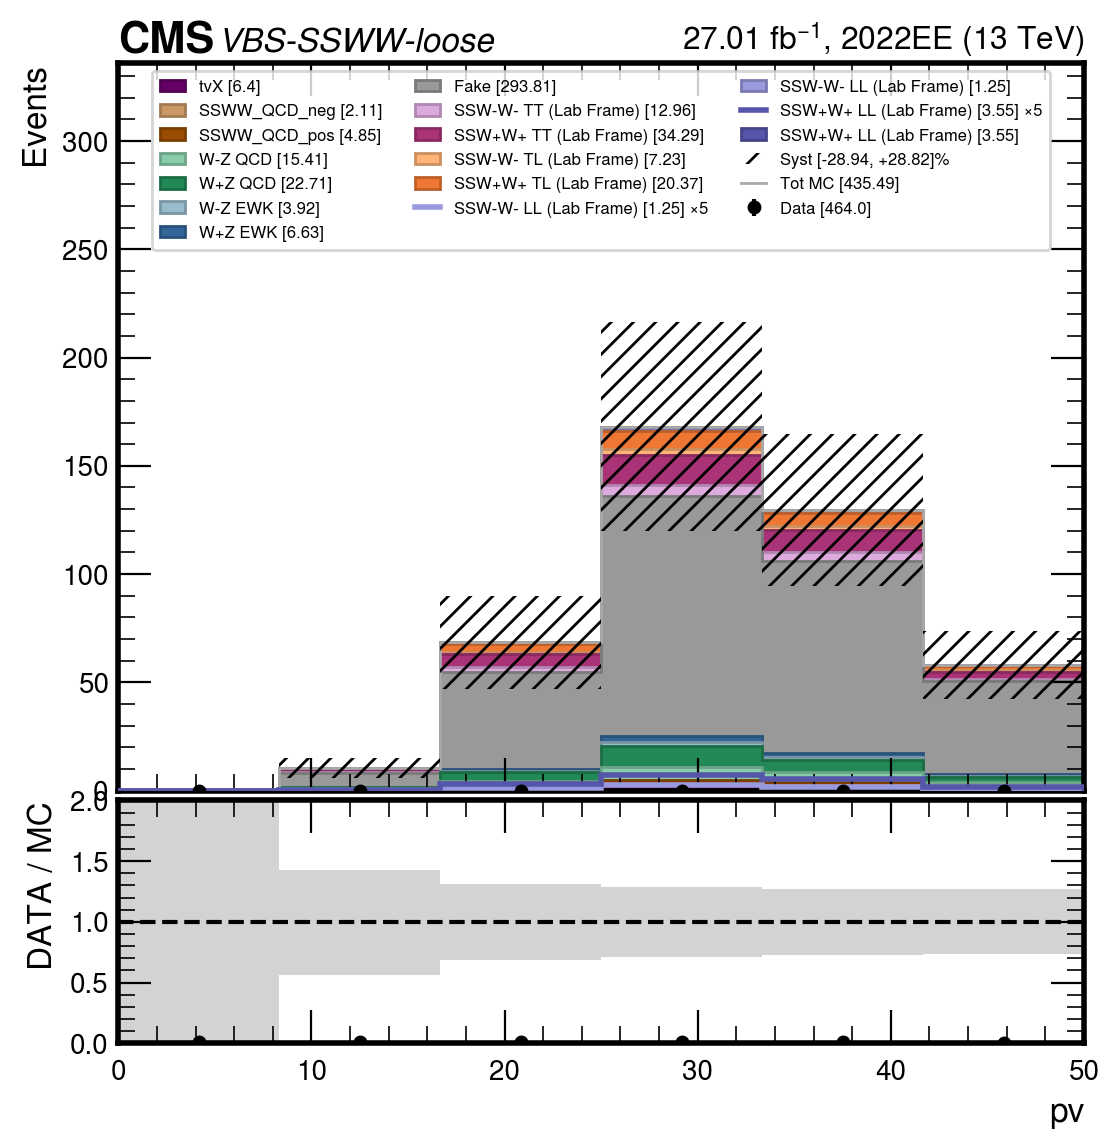 CMS VBS-SSWW-loose 27.01 fb⁻¹, 2022EE (13 TeV)
Events
tvX [6.4]
SSWW_QCD_neg [2.11]
SSWW_QCD_pos [4.85]
W-Z QCD [15.41]
W+Z QCD [22.71]
W-Z EWK [3.92]
W+Z EWK [6.63]
Fake [293.81]
SSW-W- TT (Lab Frame) [12.96]
SSW+W+ TT (Lab Frame) [34.29]
SSW-W- TL (Lab Frame) [7.23]
SSW+W+ TL (Lab Frame) [20.37]
SSW-W- LL (Lab Frame) [1.25] ×5
SSW-W- LL (Lab Frame) [1.25]
SSW+W+ LL (Lab Frame) [3.55] ×5
SSW+W+ LL (Lab Frame) [3.55]
Syst [-28.94, +28.82]%
Tot MC [435.49]
Data [464.0]
300
250
200
150
100
50
0
DATA / MC
2.0
1.5
1.0
0.5
0.0
0 10 20 30 40 50
pv